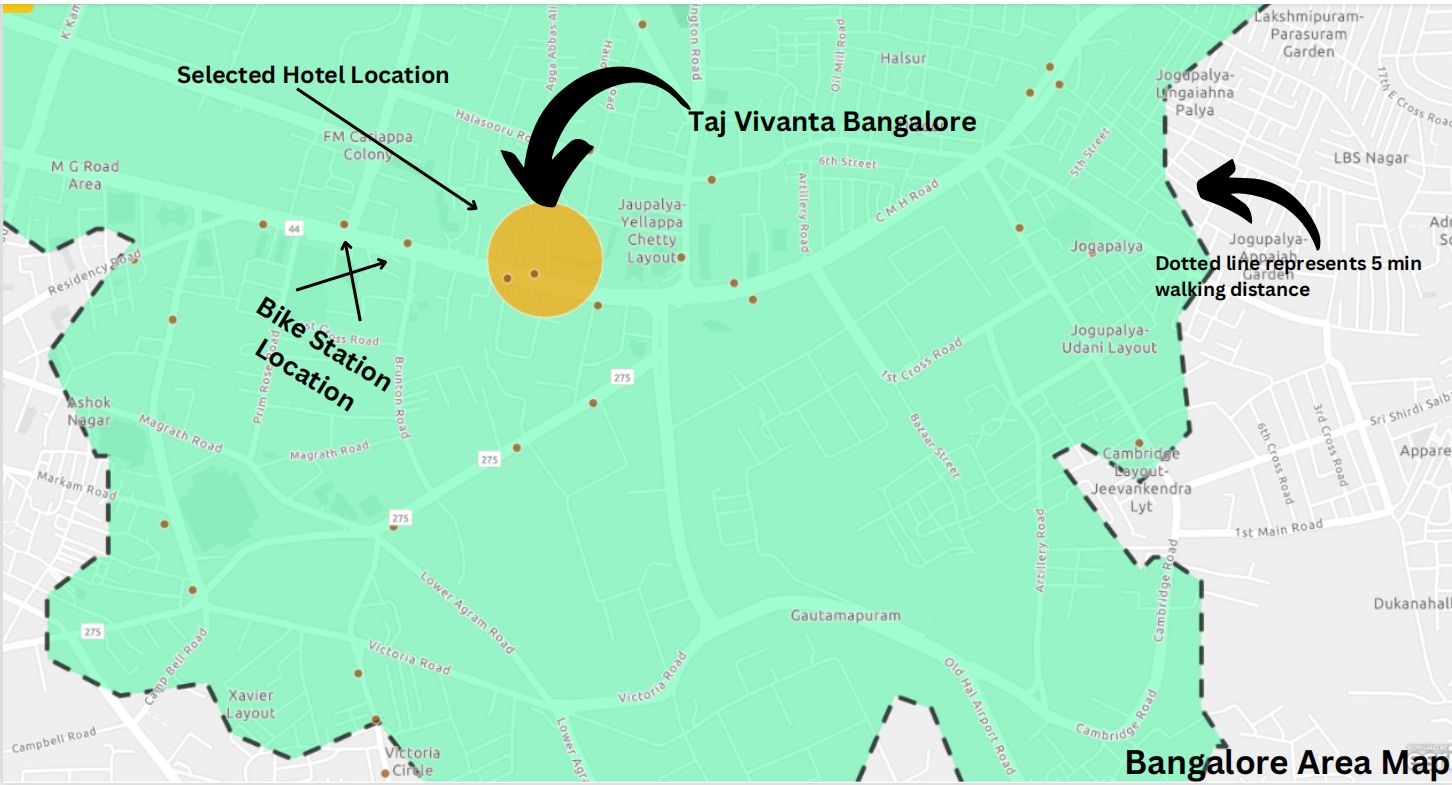 K Kam
Agga Abbas Ali
ington Road
Oil Mill Road
Halsur
Lakshmipuram-
Parasuram
Garden
Selected Hotel Location
Jogupalya-
Lingaiahna
Palya
17th E Cross Road
Taj Vivanta Bangalore
Halasooru Ro
FM Cariappa
Colony
M G Road
Area
6th Street
5th Street
LBS Nagar
Artillery Road
C M H Road
Jaupalya-
Yellappa
Chetty
Layout
44
Residency Road
Jogapalya
Jogupalya-
Appaiah
Garden
Dotted line represents 5 min
walking distance
Bike Station
Location
st Cross Road
Prim Rose Road
Brunton Road
Jogupalya-
Udani Layout
1st Cross Road
275
Ashok
Nagar
Magrath Road
Magrath Road
Bazaar Street
275
3rd Cross Road
6th Cross Road
Sri Shirdi Saib
Appare
Cambridge
Layout-
Jeevankendra
Lyt
Markam Road
275
1st Main Road
Artillery Road
Cambridge Road
Lower Agram Road
Gautamapuram
Dukanahall
275
Camp Bell Road
Victoria Road
Victoria Road
Old Hal Airport Road
Xavier
Layout
Cambridge Road
Lower Agra
Campbell Road
Victoria
Circle
Bangalore Area Map